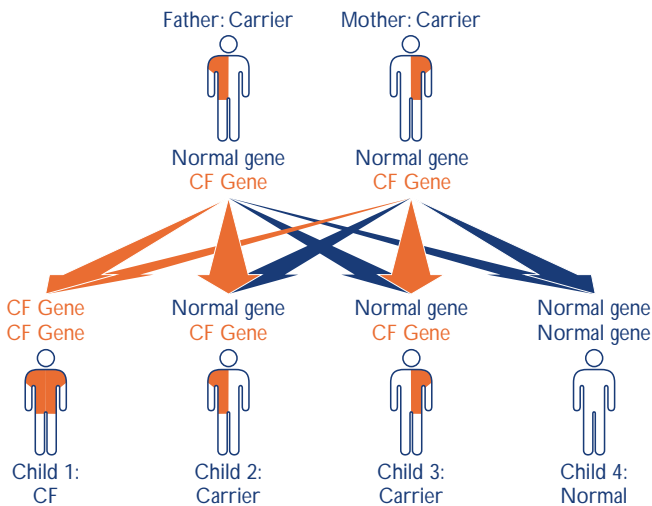 Father: Carrier
Mother: Carrier
Normal gene
CF Gene
Normal gene
CF Gene
CF Gene
CF Gene
Normal gene
CF Gene
Normal gene
CF Gene
Normal gene
Normal gene
Child 1:
CF
Child 2:
Carrier
Child 3:
Carrier
Child 4:
Normal